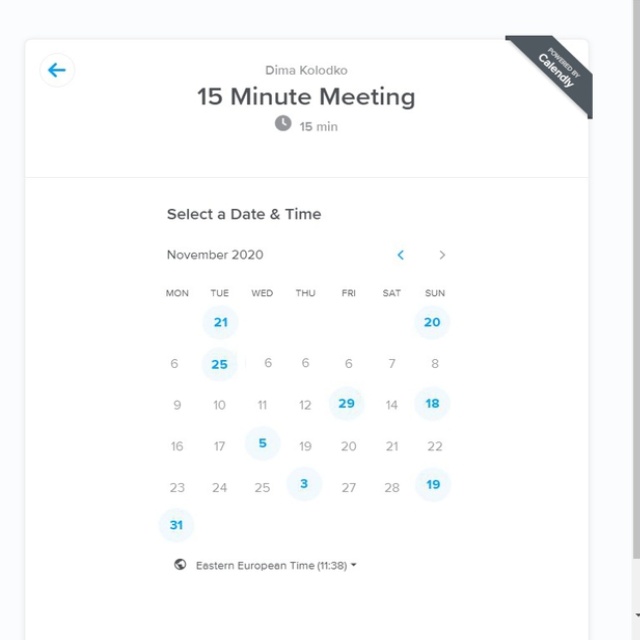 POWERED BY
Calendly
Dima Kolodko
15 Minute Meeting
15 min
Select a Date & Time
November 2020
MON TUE WED THU FRI SAT SUN
21 20
6 25 6 6 6 7 8
9 10 11 12 29 14 18
16 17 5 19 20 21 22
23 24 25 3 27 28 19
31
Eastern European Time (11:38)